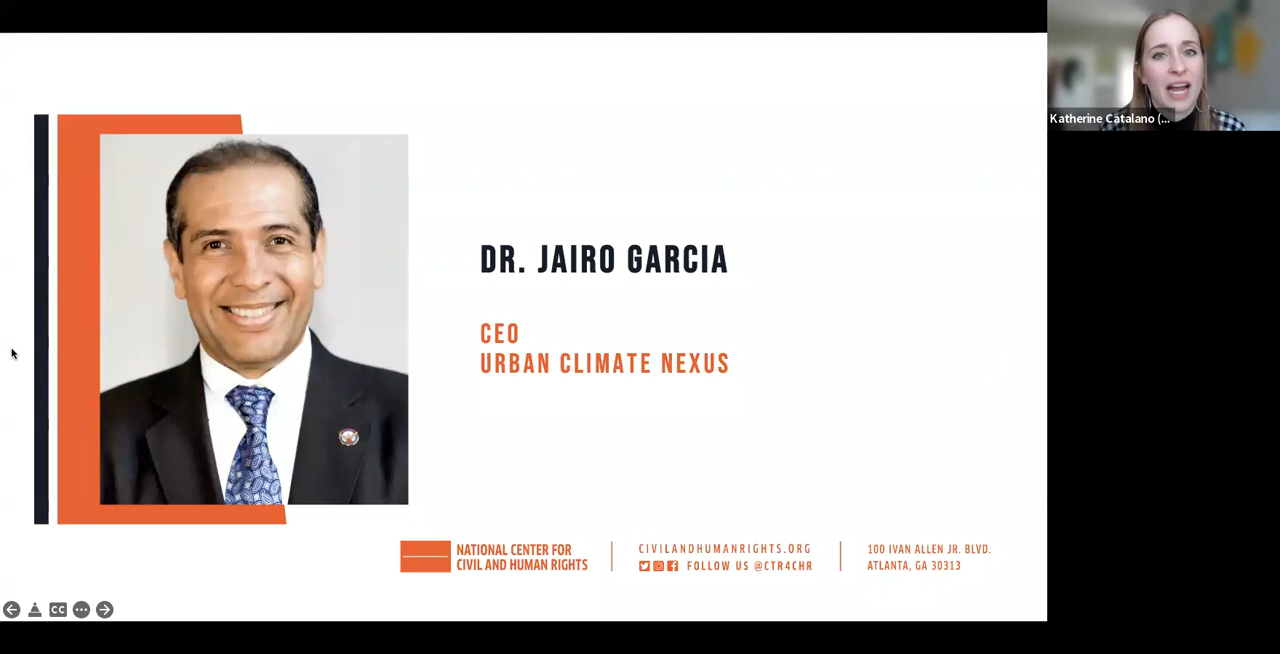 Katherine Catalano (...
DR. JAIRO GARCIA
CEO
URBAN CLIMATE NEXUS
NATIONAL CENTER FOR
CIVIL AND HUMAN RIGHTS
CIVILANDHUMANRIGHTS.ORG
FOLLOW US @CTR4CHR
100 IVAN ALLEN JR. BLVD.
ATLANTA, GA 30313
CC